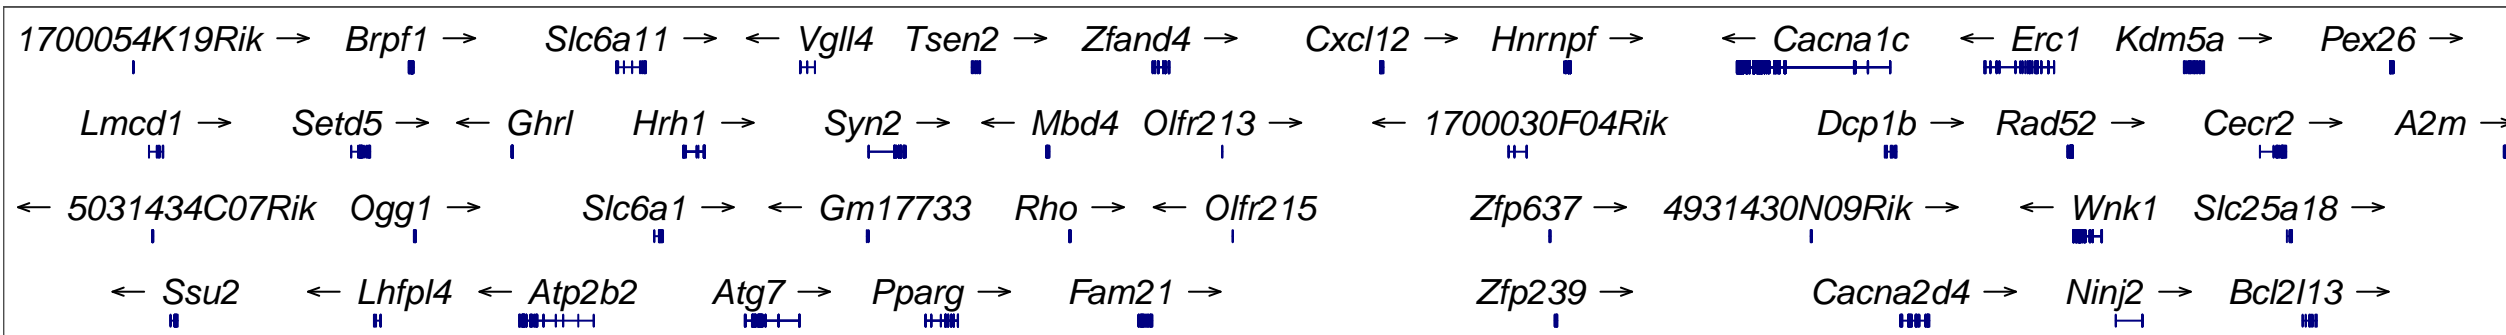 1700054K19Rik → Brpf1 → Slc6a11 → ← Vgll4 Tsen2 → Zfand4 → Cxcl12 → Hnrnpf → ← Cacna1c ← Erc1 Kdm5a → Pex26 →
Lmcd1 → Setd5 → ← Ghrl Hrh1 → Syn2 → ← Mbd4 Olfr213 → ← 1700030F04Rik Dcp1b → Rad52 → Cecr2 → A2m →
← 5031434C07Rik Ogg1 → Slc6a1 → ← Gm17733 Rho → ← Olfr215 Zfp637 → 4931430N09Rik → ← Wnk1 Slc25a18 →
← Ssu2 ← Lhfpl4 ← Atp2b2 Atg7 → Pparg → Fam21 → Zfp239 → Cacna2d4 → Ninj2 → Bcl2l13 →